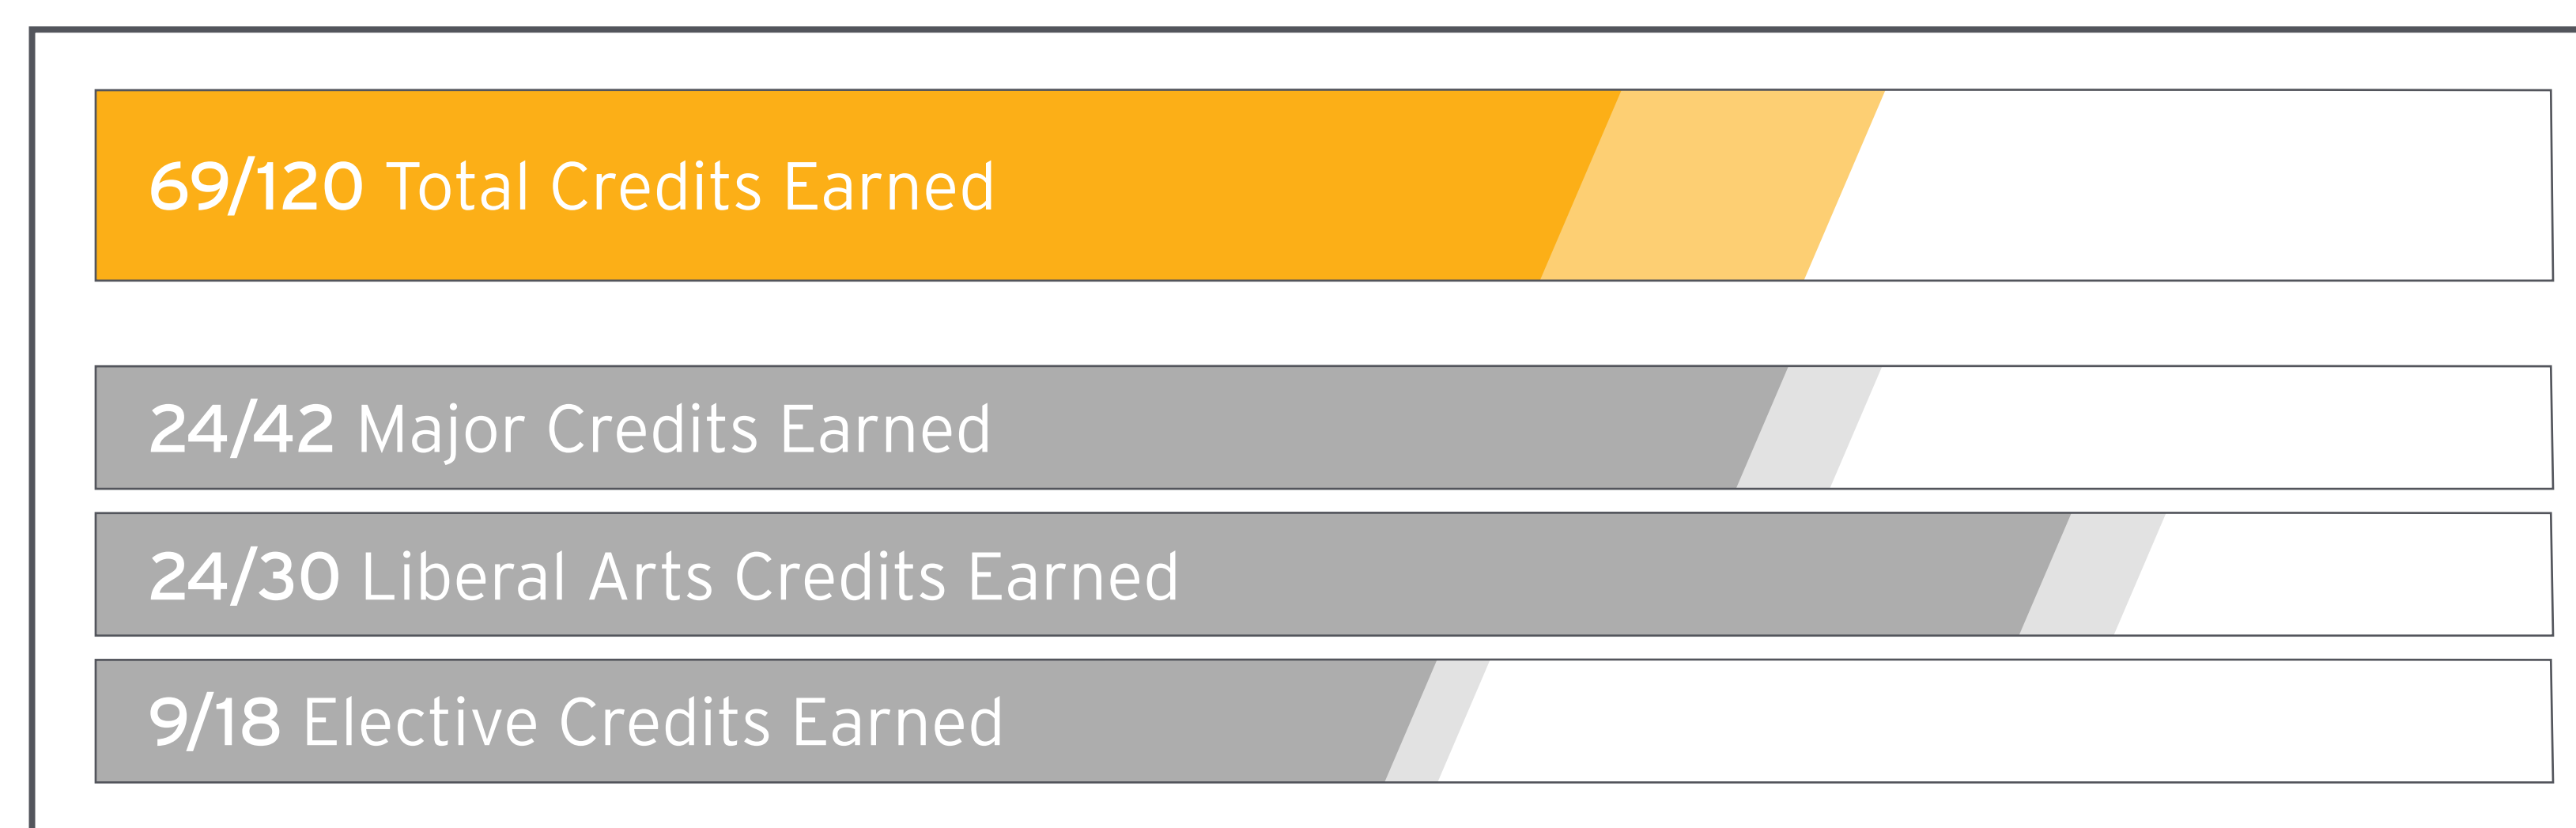 69/120 Total Credits Earned
24/42 Major Credits Earned
24/30 Liberal Arts Credits Earned
9/18 Elective Credits Earned